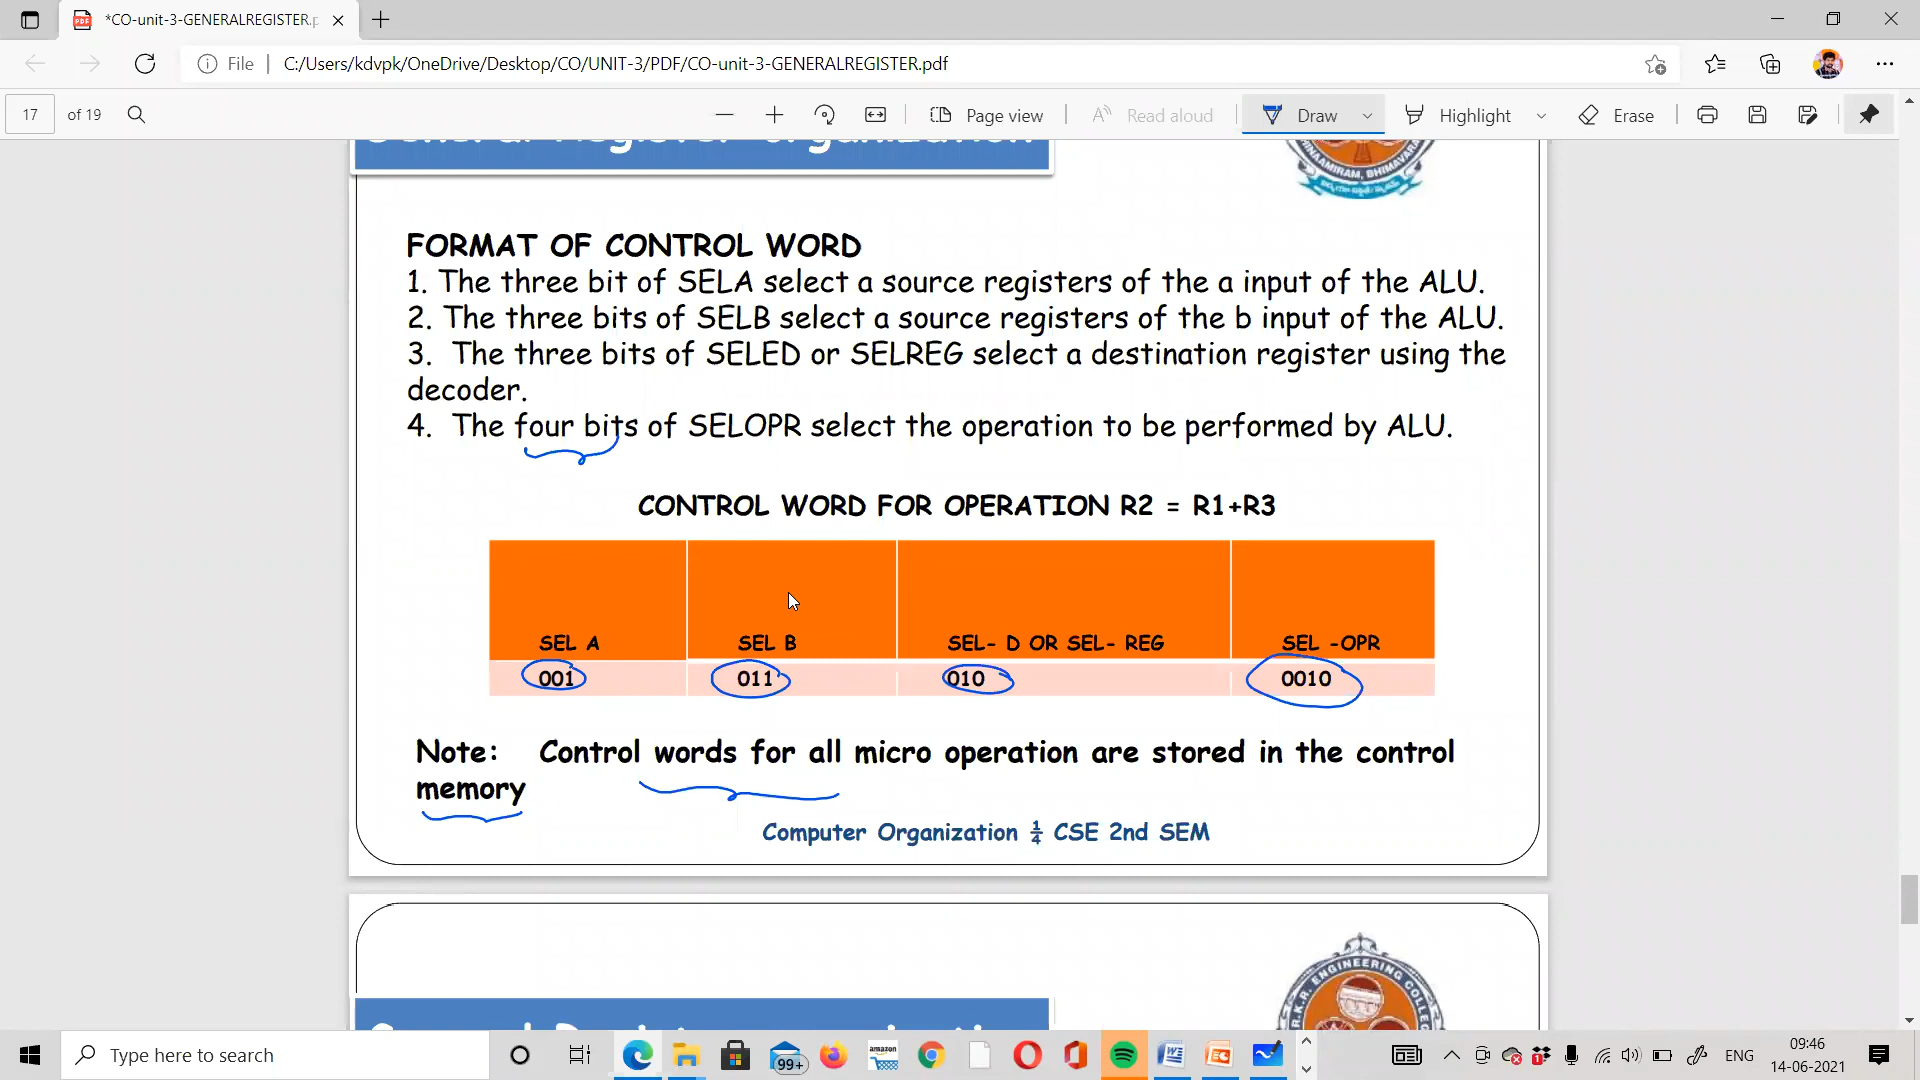 *CO-unit-3-GENERALREGISTER.p
File
C:/Users/kdvpk/OneDrive/Desktop/CO/UNIT-3/PDF/CO-unit-3-GENERALREGISTER.pdf
17 of 19
Page view
Read aloud
Draw
Highlight
Erase
FORMAT OF CONTROL WORD
1. The three bit of SELA select a source registers of the a input of the ALU.
2. The three bits of SELB select a source registers of the b input of the ALU.
3. The three bits of SELED or SELREG select a destination register using the
decoder.
4. The four bits of SELOPR select the operation to be performed by ALU.
CONTROL WORD FOR OPERATION R2 = R1+R3
SEL A SEL B SEL- D OR SEL- REG SEL -OPR
001 011 010 0010
Note: Control words for all micro operation are stored in the control
memory
Computer Organization ¼ CSE 2nd SEM
Type here to search
99+
amazon
ENG
09:46
14-06-2021